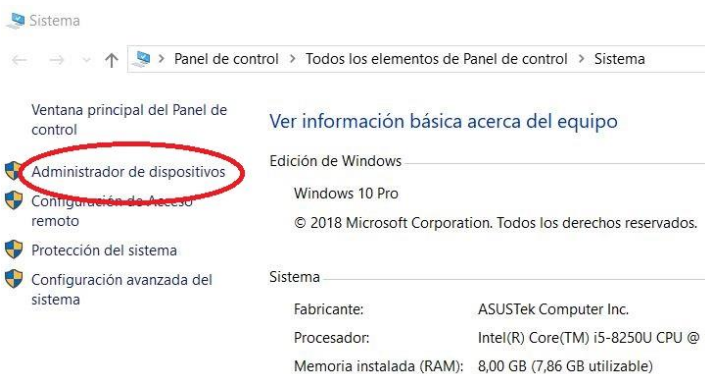 Sistema
Panel de control > Todos los elementos de Panel de control > Sistema
Ventana principal del Panel de
control
Administrador de dispositivos
Configuración de Acceso
remoto
Protección del sistema
Configuración avanzada del
sistema
Ver información básica acerca del equipo
Edición de Windows
Windows 10 Pro
© 2018 Microsoft Corporation. Todos los derechos reservados.
Sistema
Fabricante: ASUSTek Computer Inc.
Procesador: Intel(R) Core(TM) i5-8250U CPU @
Memoria instalada (RAM): 8,00 GB (7,86 GB utilizable)